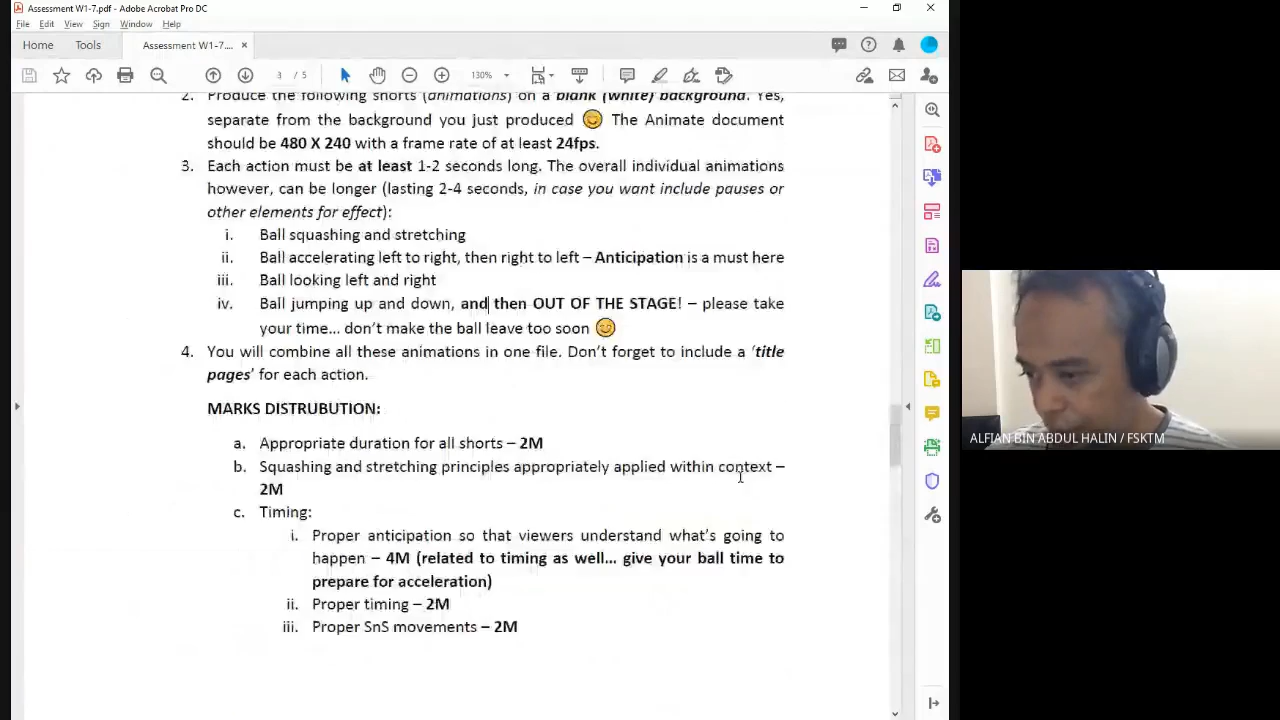 Assessment W1-7.pdf - Adobe Acrobat Pro DC
File Edit View Sign Window Help
Home Tools Assessment W1-7.... ×
3 / 5 130%
2. Produce the following shorts (animations) on a blank (white) background. Yes,
separate from the background you just produced 😊 The Animate document
should be 480 X 240 with a frame rate of at least 24fps.
3. Each action must be at least 1-2 seconds long. The overall individual animations
however, can be longer (lasting 2-4 seconds, in case you want include pauses or
other elements for effect):
i. Ball squashing and stretching
ii. Ball accelerating left to right, then right to left – Anticipation is a must here
iii. Ball looking left and right
iv. Ball jumping up and down, and then OUT OF THE STAGE! – please take
your time... don't make the ball leave too soon 😊
4. You will combine all these animations in one file. Don't forget to include a 'title
pages' for each action.
MARKS DISTRUBUTION:
a. Appropriate duration for all shorts – 2M
b. Squashing and stretching principles appropriately applied within context –
2M
c. Timing:
i. Proper anticipation so that viewers understand what's going to
happen – 4M (related to timing as well... give your ball time to
prepare for acceleration)
ii. Proper timing – 2M
iii. Proper SnS movements – 2M
ALFIAN BIN ABDUL HALIN / FSKTM